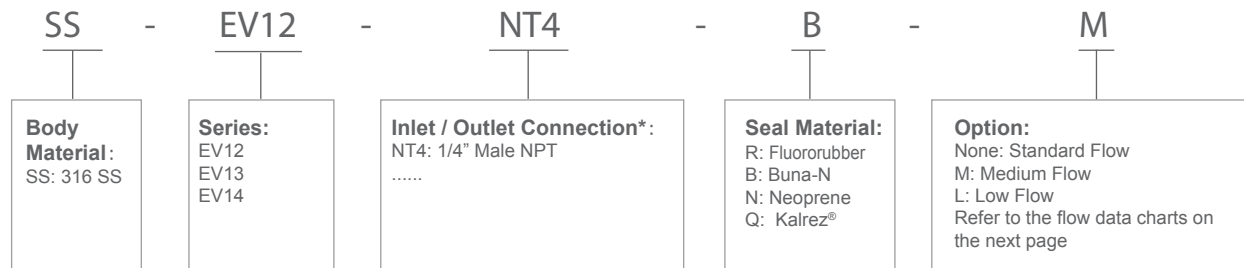 SS - EV12 - NT4 - B - M
Body
Material:
SS: 316 SS
Series:
EV12
EV13
EV14
Inlet / Outlet Connection*:
NT4: 1/4” Male NPT
......
Seal Material:
R: Fluororubber
B: Buna-N
N: Neoprene
Q: Kalrez®
Option:
None: Standard Flow
M: Medium Flow
L: Low Flow
Refer to the flow data charts on
the next page